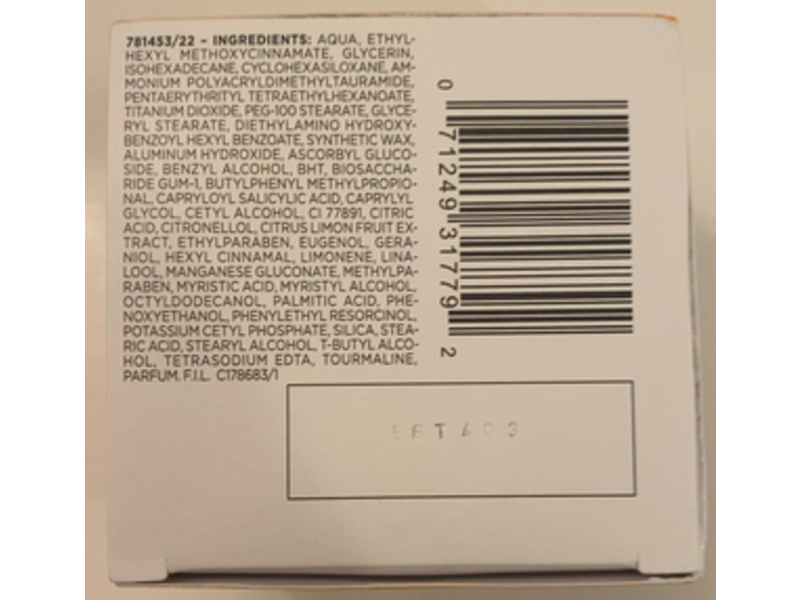 781453/22 - INGREDIENTS: AQUA, ETHYL-
HEXYL METHOXYCINNAMATE, GLYCERIN,
ISOHEXADECANE, CYCLOHEXASILOXANE, AM-
MONIUM POLYACRYLDIMETHYLTAURAMIDE,
PENTAERYTHRITYL TETRAETHYLHEXANOATE,
TITANIUM DIOXIDE, PEG-100 STEARATE, GLYCE-
RYL STEARATE, DIETHYLAMINO HYDROXY-
BENZOYL HEXYL BENZOATE, SYNTHETIC WAX,
ALUMINUM HYDROXIDE, ASCORBYL GLUCO-
SIDE, BENZYL ALCOHOL, BHT, BIOSACCHA-
RIDE GUM-1, BUTYLPHENYL METHYLPROPIO-
NAL, CAPRYLOYL SALICYLIC ACID, CAPRYLYL
GLYCOL, CETYL ALCOHOL, CI 77891, CITRIC
ACID, CITRONELLOL, CITRUS LIMON FRUIT EX-
TRACT, ETHYLPARABEN, EUGENOL, GERA-
NIOL, HEXYL CINNAMAL, LIMONENE, LINA-
LOOL, MANGANESE GLUCONATE, METHYLPA-
RABEN, MYRISTIC ACID, MYRISTYL ALCOHOL,
OCTYLDODECANOL, PALMITIC ACID, PHE-
NOXYETHANOL, PHENYLETHYL RESORCINOL,
POTASSIUM CETYL PHOSPHATE, SILICA, STEA-
RIC ACID, STEARYL ALCOHOL, T-BUTYL ALCO-
HOL, TETRASODIUM EDTA, TOURMALINE,
PARFUM. F.I.L. C178683/1
0 71249 31779 2